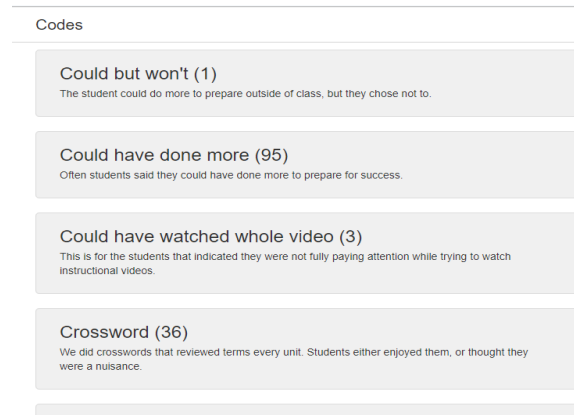 Codes
Could but won't (1)
The student could do more to prepare outside of class, but they chose not to.
Could have done more (95)
Often students said they could have done more to prepare for success.
Could have watched whole video (3)
This is for the students that indicated they were not fully paying attention while trying to watch
instructional videos.
Crossword (36)
We did crosswords that reviewed terms every unit. Students either enjoyed them, or thought they
were a nuisance.